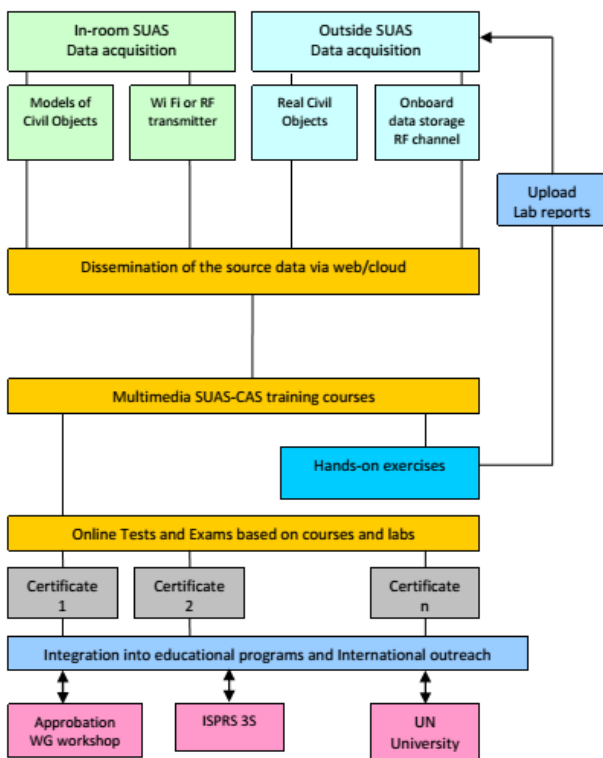 In-room SUAS
Data acquisition
Outside SUAS
Data acquisition
Models of
Civil Objects
Wi Fi or RF
transmitter
Real Civil
Objects
Onboard
data storage
RF channel
Upload
Lab reports
Dissemination of the source data via web/cloud
Multimedia SUAS-CAS training courses
Hands-on exercises
Online Tests and Exams based on courses and labs
Certificate
1
Certificate
2
Certificate
n
Integration into educational programs and International outreach
Approbation
WG workshop
ISPRS 3S
UN
University